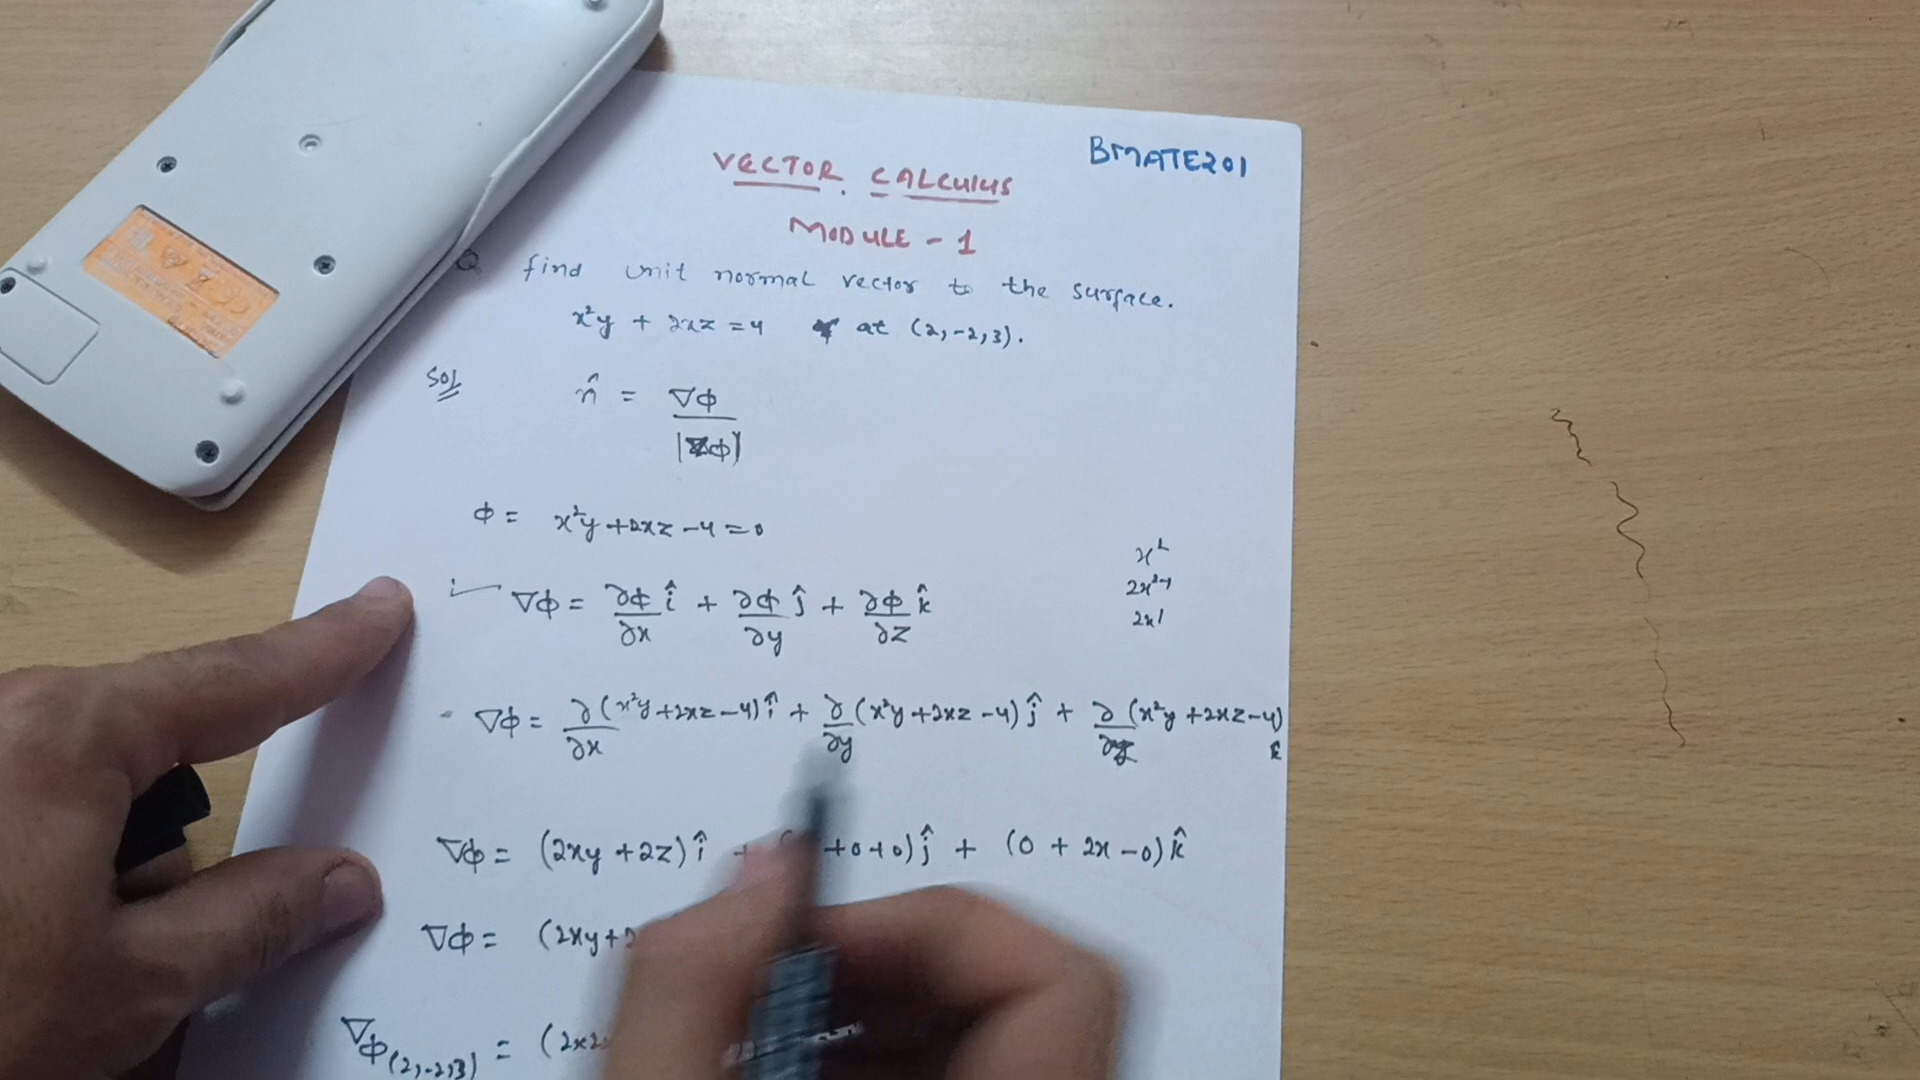 BMATE201
VECTOR CALCULUS
MODULE - 1
Q find unit normal vector to the surface.
x²y + 2xz = 4 at (2,-2,3).
Sol
n̂ = ∇Φ
|∇Φ|
Φ = x²y + 2xz - 4 = 0
x²
2x²⁻¹
2x¹
∇Φ = ∂Φ/∂x î + ∂Φ/∂y ĵ + ∂Φ/∂z k̂
∇Φ = ∂/∂x (x²y + 2xz - 4) î + ∂/∂y (x²y + 2xz - 4) ĵ + ∂/∂z (x²y + 2xz - 4) k̂
∇Φ = (2xy + 2z) î + ( + 0 + 0) ĵ + (0 + 2x - 0) k̂
∇Φ = (2xy +
∇Φ(2,-2,3) = (2x2